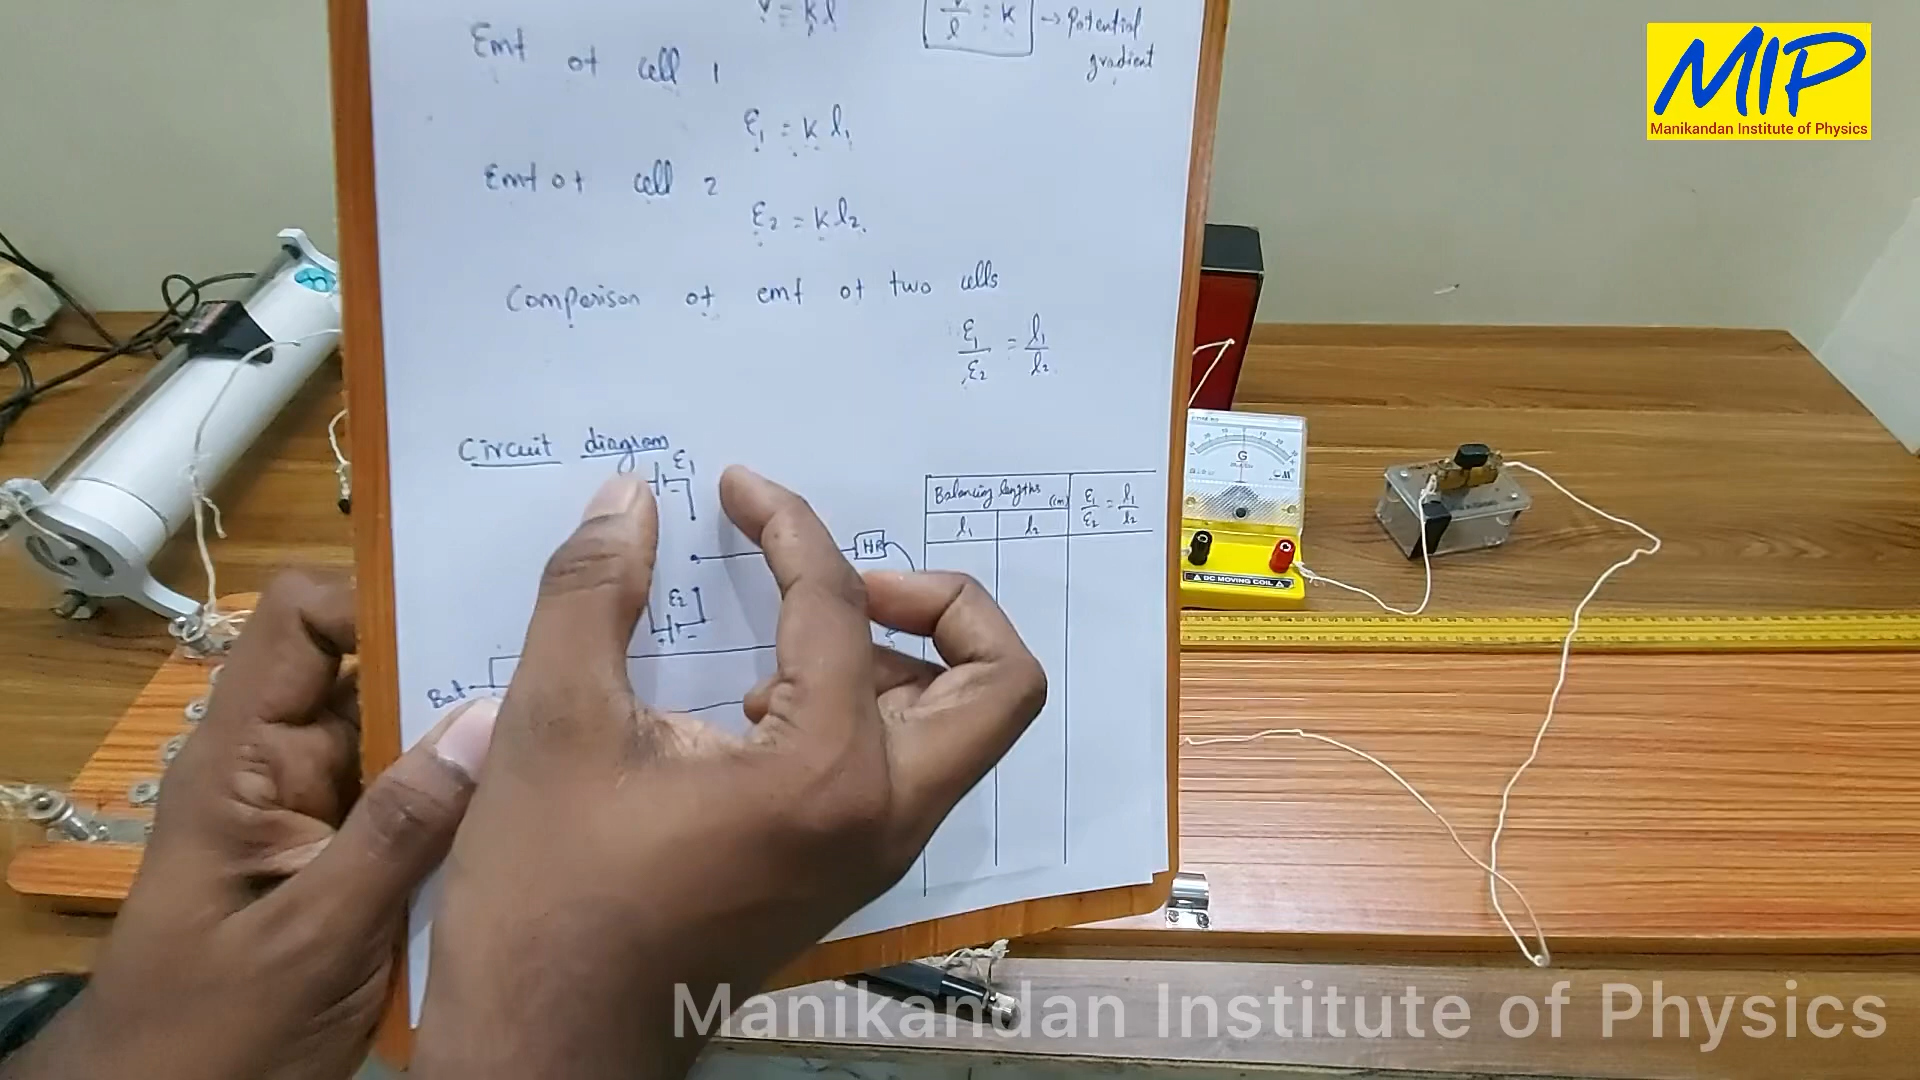 V = kl
V/l = k → Potential
gradient
Emf of cell 1
ε₁ = k l₁
Emf of cell 2
ε₂ = k l₂
Comperison of emf of two cells
ε₁/ε₂ = l₁/l₂
Circuit diagram
ε₁
−
HR
ε₂
+ −
Bat
Balancing lengths (cm)
l₁ l₂
ε₁/ε₂ = l₁/l₂
G
DC MOVING COIL
MIP
Manikandan Institute of Physics
Manikandan Institute of Physics